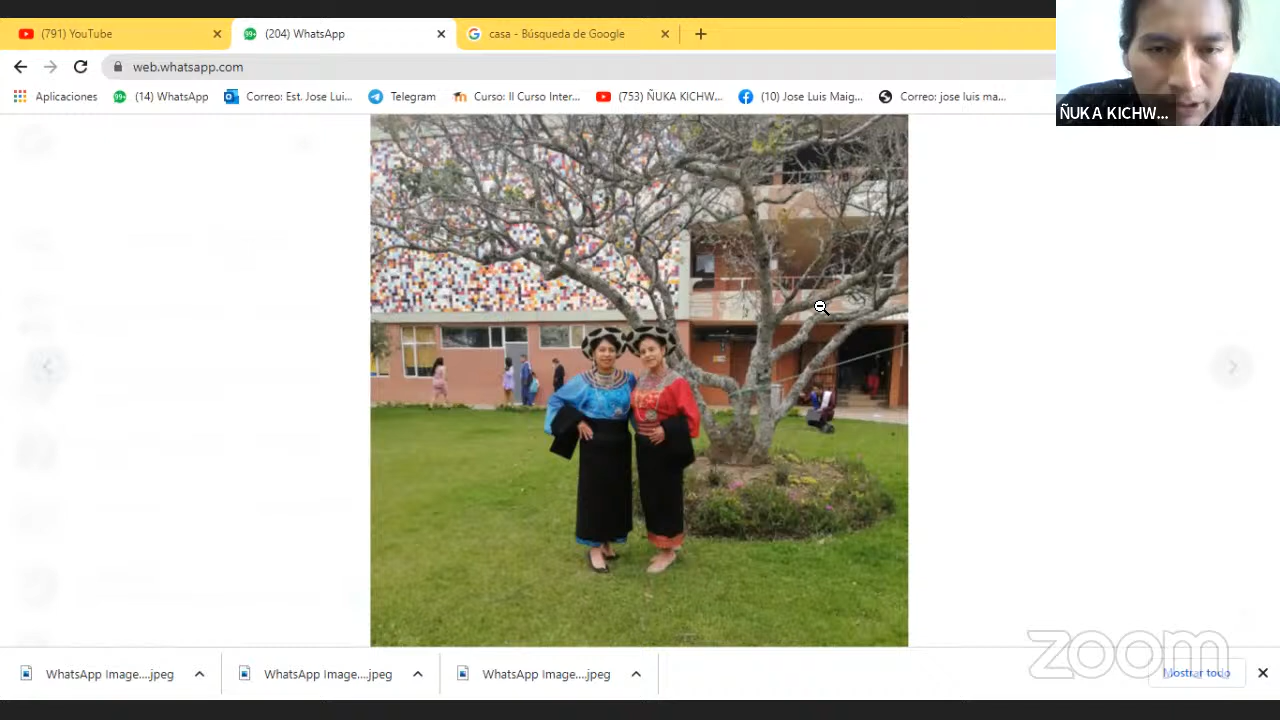 (791) YouTube
(204) WhatsApp
casa - Búsqueda de Google
web.whatsapp.com
Aplicaciones
(14) WhatsApp
Correo: Est. Jose Lui...
Telegram
Curso: II Curso Inter...
(753) ÑUKA KICHW...
(10) Jose Luis Maig...
Correo: jose luis ma...
ÑUKA KICHW...
WhatsApp Image....jpeg
WhatsApp Image....jpeg
WhatsApp Image....jpeg
Mostrar todo
zoom